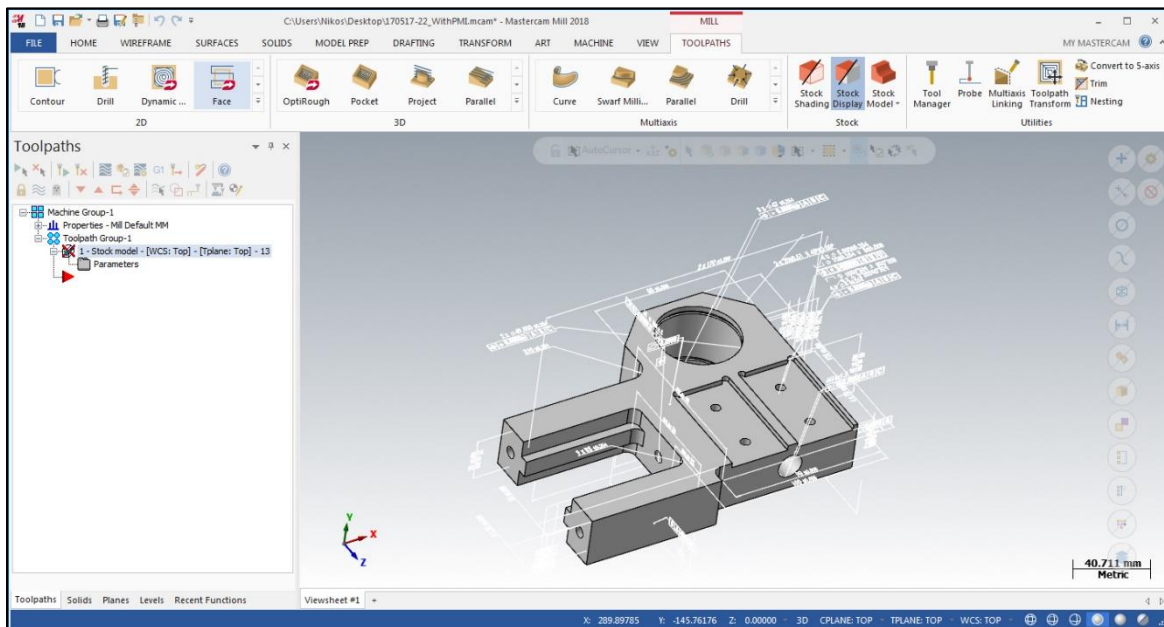 C:\Users\Nikos\Desktop\170517-22_WithPMI.mcam* - Mastercam Mill 2018
MILL
FILE HOME WIREFRAME SURFACES SOLIDS MODEL PREP DRAFTING TRANSFORM ART MACHINE VIEW TOOLPATHS MY MASTERCAM
Contour Drill Dynamic ... Face OptiRough Pocket Project Parallel Curve Swarf Milli... Parallel Drill
Stock Shading Stock Display Stock Model
Tool Manager Probe Multiaxis Linking Toolpath Transform
Convert to 5-axis
Trim
Nesting
2D 3D Multiaxis Stock Utilities
Toolpaths
AutoCursor
G1
Machine Group-1
Properties - Mill Default MM
Toolpath Group-1
1 - Stock model - [WCS: Top] - [Tplane: Top] - 13
Parameters
Y
X
Z
40.711 mm
Metric
Toolpaths Solids Planes Levels Recent Functions
Viewsheet #1 +
X: 289.89785 Y: -145.76176 Z: 0.00000 3D CPLANE: TOP TPLANE: TOP WCS: TOP